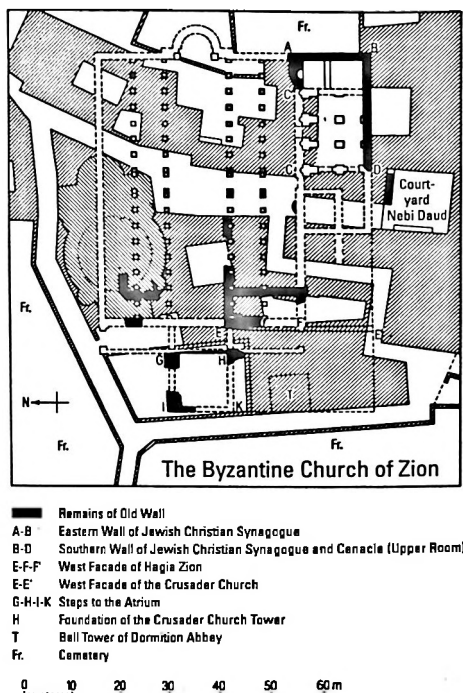 Fr.
A
B
C'
C
D
Court-
yard
Nebi Daud
Fr.
F
E
E'
G
H
N
I
K
T
Fr.
Fr.
The Byzantine Church of Zion
Remains of Old Wall
A-B Eastern Wall of Jewish Christian Synagogue
B-D Southern Wall of Jewish Christian Synagogue and Cenacle (Upper Room)
E-F-F' West Facade of Hagia Zion
E-E' West Facade of the Crusader Church
G-H-I-K Steps to the Atrium
H Foundation of the Crusader Church Tower
T Bell Tower of Dormition Abbey
Fr. Cemetery
0 10 20 30 40 50 60 m